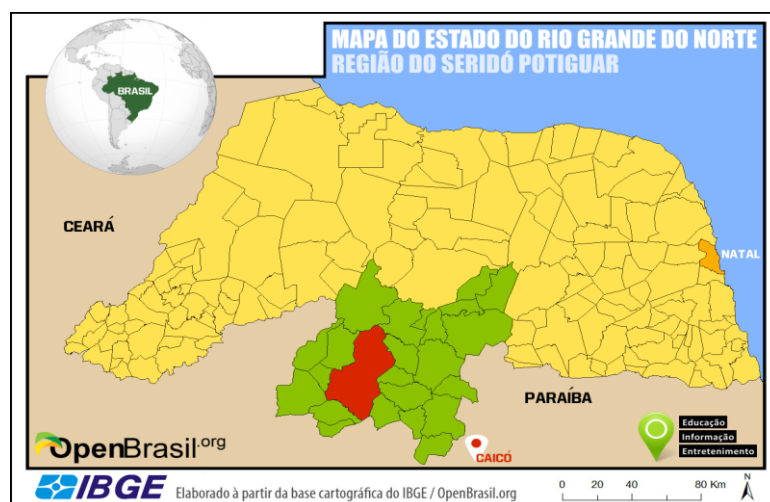 MAPA DO ESTADO DO RIO GRANDE DO NORTE
REGIÃO DO SERIDÓ POTIGUAR
BRASIL
CEARÁ
NATAL
PARAÍBA
CAICÓ
Educação
Informação
Entretenimento
OpenBrasil.org
IBGE
Elaborado à partir da base cartográfica do IBGE / OpenBrasil.org
0 20 40 80 Km
N